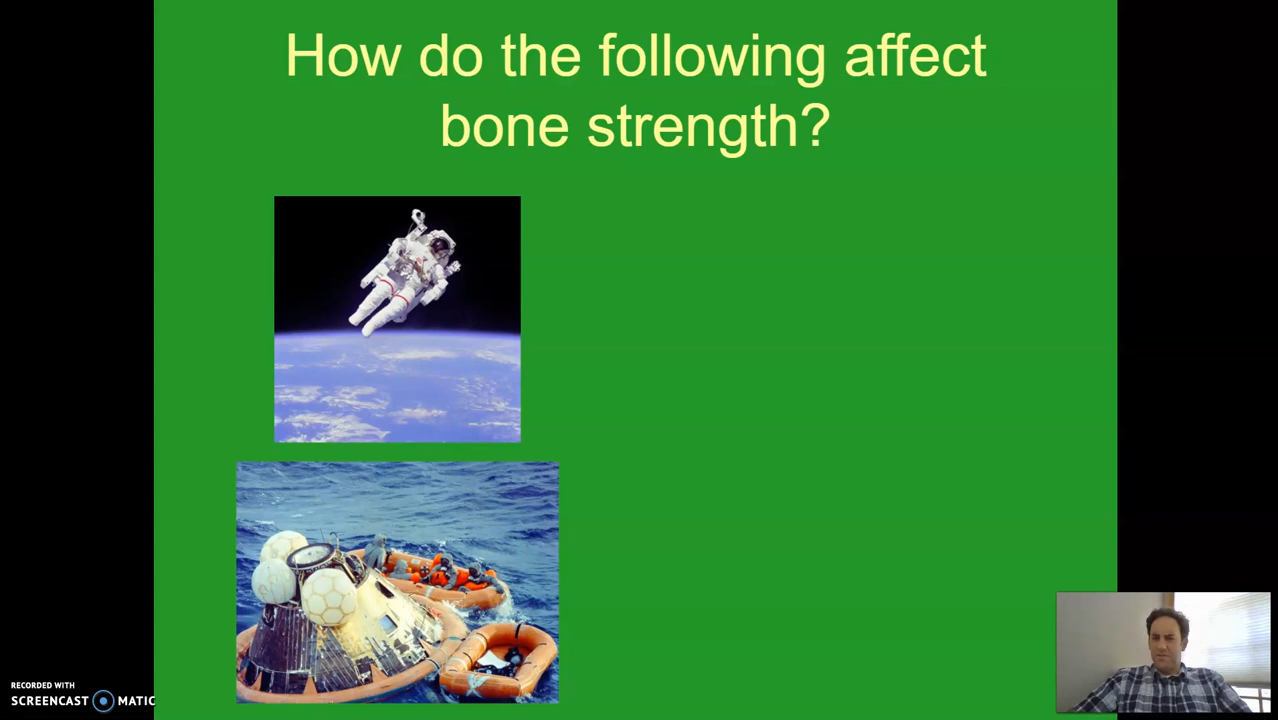 How do the following affect
bone strength?
RECORDED WITH
SCREENCAST MATIC